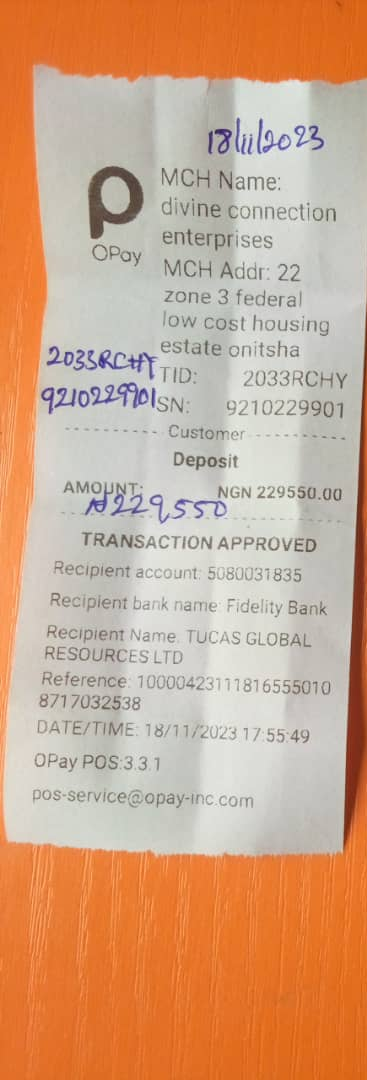 18/11/2023
OPay
MCH Name:
divine connection
enterprises
MCH Addr: 22
zone 3 federal
low cost housing
estate onitsha
2033RCHY
TID: 2033RCHY
9210229901
SN: 9210229901
Customer
Deposit
AMOUNT: NGN 229550.00
₦229,550
TRANSACTION APPROVED
Recipient account: 5080031835
Recipient bank name: Fidelity Bank
Recipient Name: TUCAS GLOBAL
RESOURCES LTD
Reference: 10000423111816555010
8717032538
DATE/TIME: 18/11/2023 17:55:49
OPay POS:3.3.1
pos-service@opay-inc.com